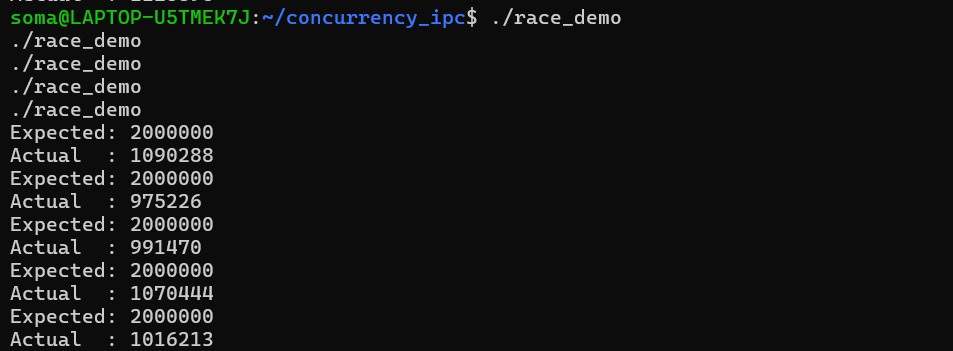 soma@LAPTOP-U5TMEK7J:~/concurrency_ipc$ ./race_demo
./race_demo
./race_demo
./race_demo
./race_demo
Expected: 2000000
Actual  : 1090288
Expected: 2000000
Actual  : 975226
Expected: 2000000
Actual  : 991470
Expected: 2000000
Actual  : 1070444
Expected: 2000000
Actual  : 1016213